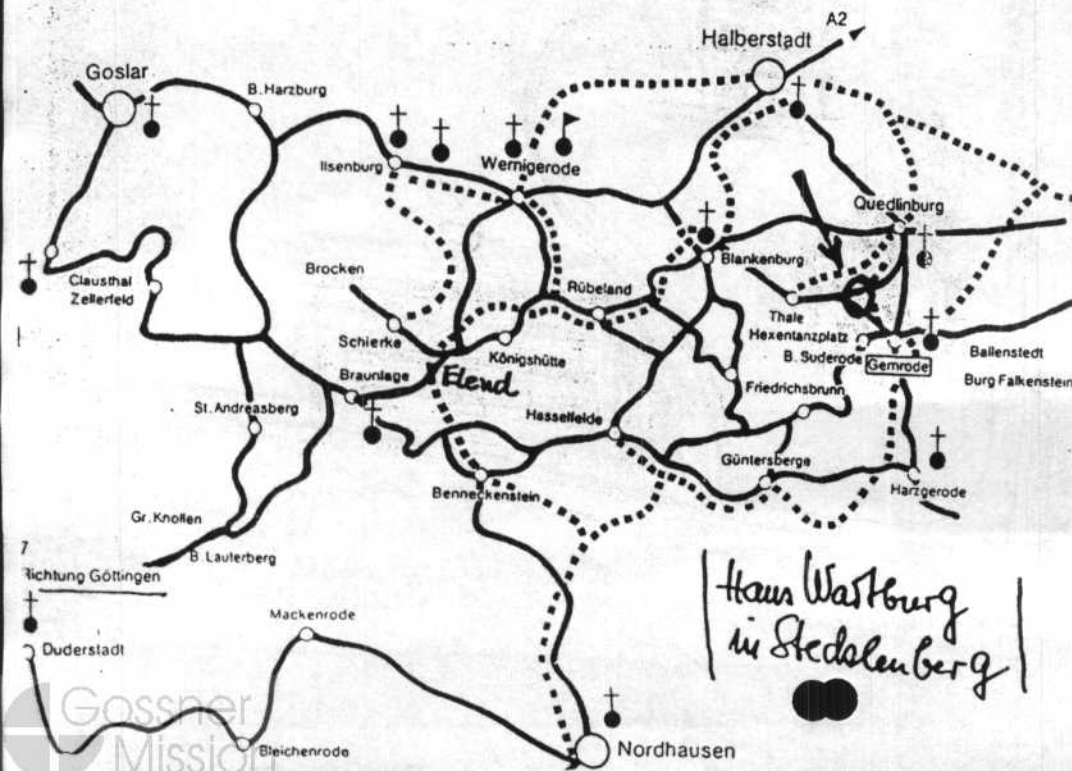 A2
Halberstadt
Goslar
B. Harzburg
Ilsenburg
Wernigerode
Quedlinburg
Clausthal
Zellerfeld
Brocken
Rübeland
Blankenburg
Thale
Hexentanzplatz
Schierke
Königshütte
B. Suderode
Gernrode
Ballenstedt
Burg Falkenstein
Braunlage
Elend
Friedrichsbrunn
St. Andreasberg
Hasselfelde
Güntersberge
Benneckenstein
Harzgerode
Gr. Knollen
B. Lauterberg
7
Richtung Göttingen
Haus Wartburg
in Stecklenberg
Mackenrode
Duderstadt
Bleichenrode
Nordhausen
Gossner
Mission